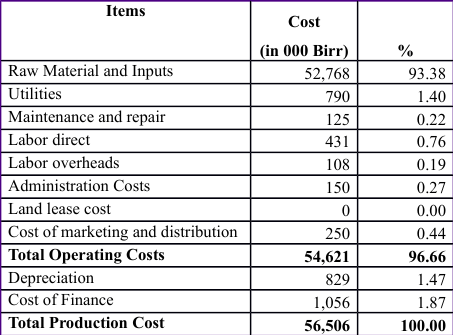 Items Cost
(in 000 Birr) %
Raw Material and Inputs 52,768 93.38
Utilities 790 1.40
Maintenance and repair 125 0.22
Labor direct 431 0.76
Labor overheads 108 0.19
Administration Costs 150 0.27
Land lease cost 0 0.00
Cost of marketing and distribution 250 0.44
Total Operating Costs 54,621 96.66
Depreciation 829 1.47
Cost of Finance 1,056 1.87
Total Production Cost 56,506 100.00